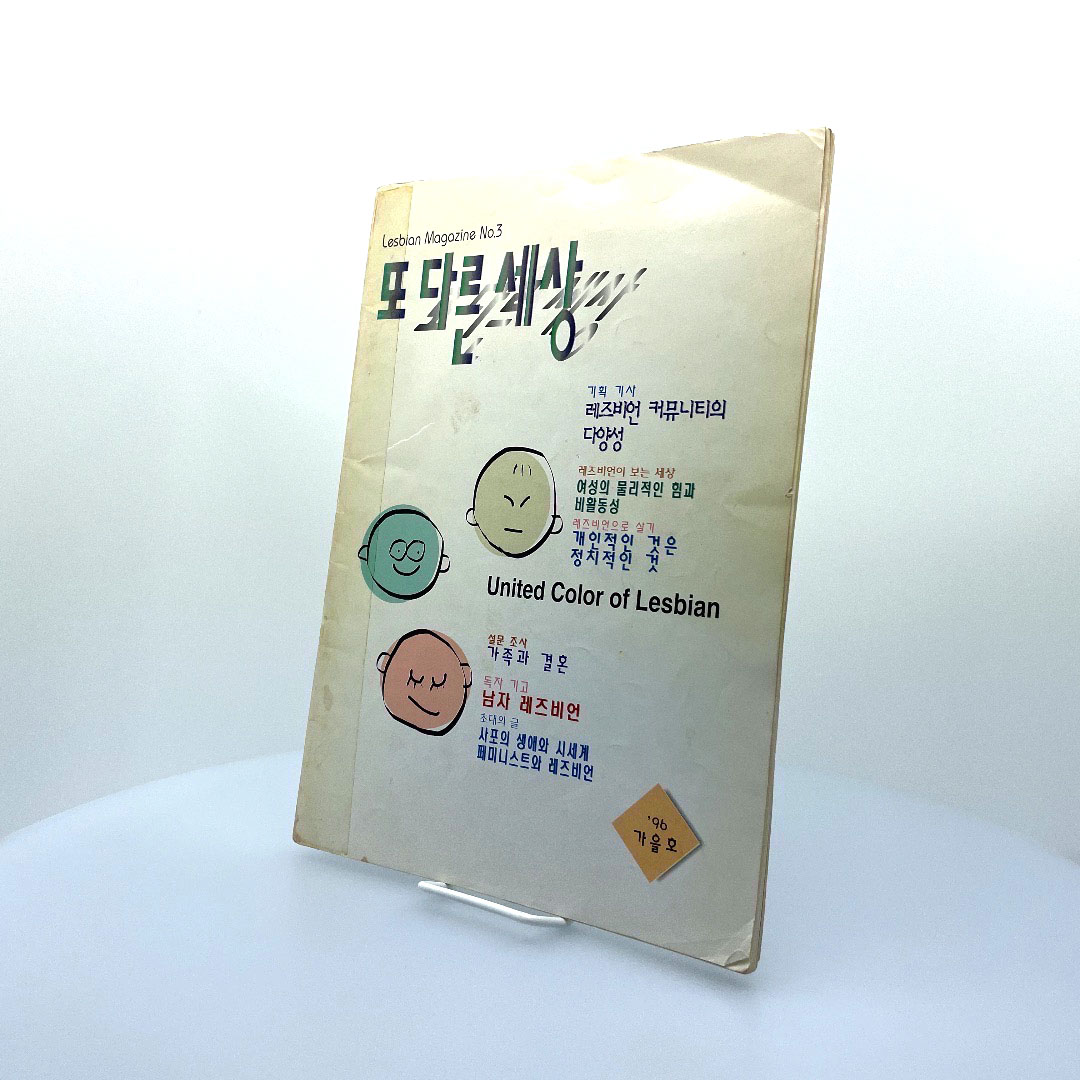 Lesbian Magazine No.3
또 다른 세상
기획 기사
레즈비언 커뮤니티의
다양성
레즈비언이 보는 세상
여성의 물리적인 힘과
비활동성
레즈비언으로 살기
개인적인 것은
정치적인 것
United Color of Lesbian
설문 조사
가족과 결혼
독자 기고
남자 레즈비언
초대의 글
사포의 생애와 시세계
페미니스트와 레즈비언
'96
가을호